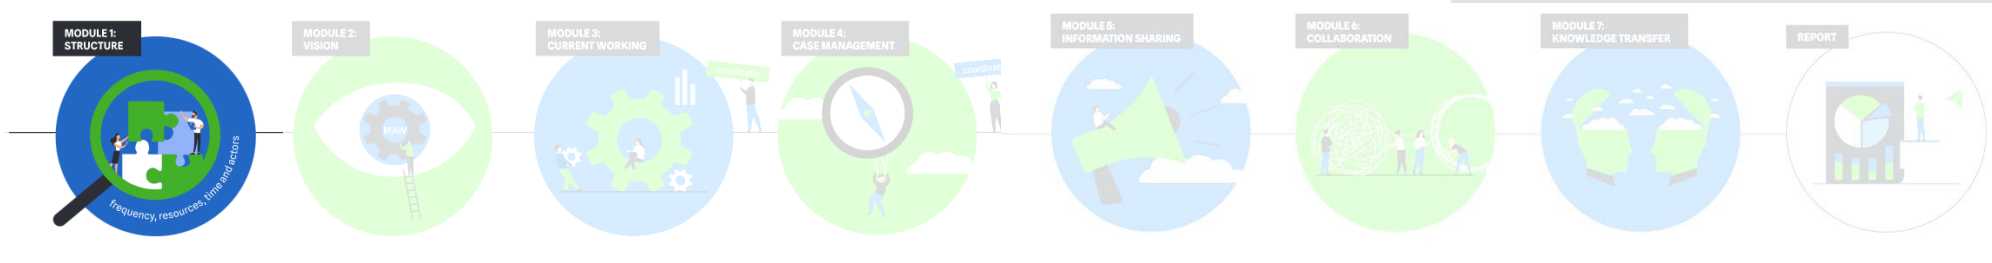 MODULE 1:
STRUCTURE
frequency, resources, time and actors
MODULE 2:
VISION
MAW
MODULE 3:
CURRENT WORKING
coordinator
MODULE 4:
CASE MANAGEMENT
coordinat
MODULE 5:
INFORMATION SHARING
MODULE 6:
COLLABORATION
MODULE 7:
KNOWLEDGE TRANSFER
REPORT